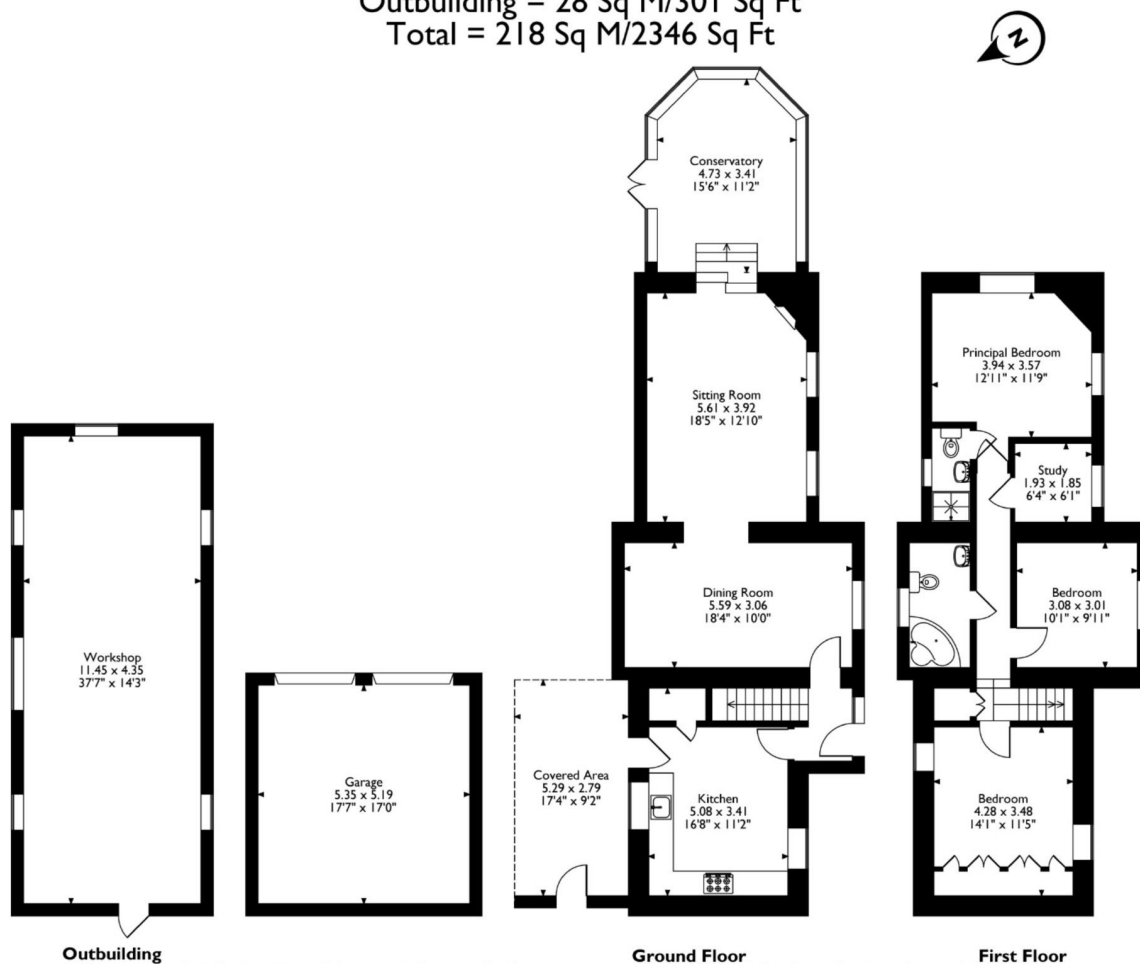 Outbuilding = 28 Sq M/301 Sq Ft
Total = 218 Sq M/2346 Sq Ft
N
Conservatory
4.73 x 3.41
15'6" x 11'2"
Sitting Room
5.61 x 3.92
18'5" x 12'10"
Principal Bedroom
3.94 x 3.57
12'11" x 11'9"
Study
1.93 x 1.85
6'4" x 6'1"
Dining Room
5.59 x 3.06
18'4" x 10'0"
Bedroom
3.08 x 3.01
10'1" x 9'11"
Workshop
11.45 x 4.35
37'7" x 14'3"
Garage
5.35 x 5.19
17'7" x 17'0"
Covered Area
5.29 x 2.79
17'4" x 9'2"
Kitchen
5.08 x 3.41
16'8" x 11'2"
Bedroom
4.28 x 3.48
14'1" x 11'5"
Outbuilding
Ground Floor
First Floor